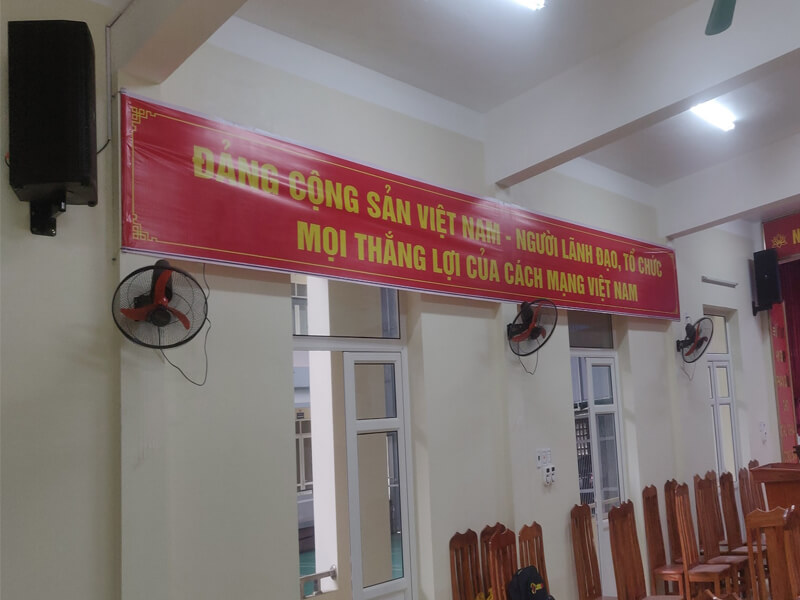 ĐẢNG CỘNG SẢN VIỆT NAM - NGƯỜI LÃNH ĐẠO, TỔ CHỨC
MỌI THẮNG LỢI CỦA CÁCH MẠNG VIỆT NAM